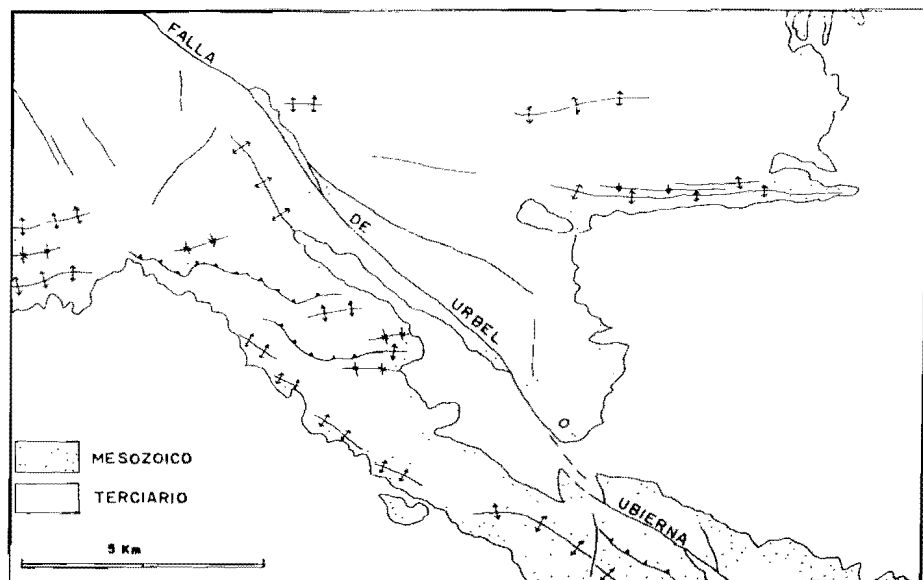 FALLA
DE
URBEL
UBIERNA
MESOZOICO
TERCIARIO
5 Km